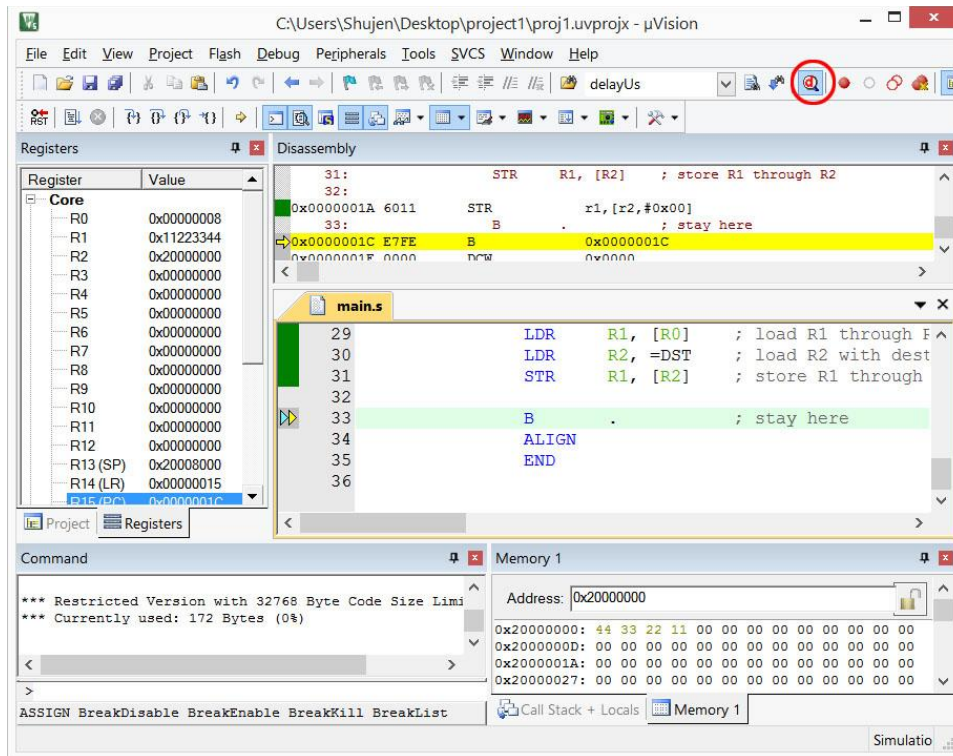 C:\Users\Shujen\Desktop\project1\proj1.uvprojx - µVision
File Edit View Project Flash Debug Peripherals Tools SVCS Window Help
delayUs
RST
Registers
Register Value
Core
R0 0x00000008
R1 0x11223344
R2 0x20000000
R3 0x00000000
R4 0x00000000
R5 0x00000000
R6 0x00000000
R7 0x00000000
R8 0x00000000
R9 0x00000000
R10 0x00000000
R11 0x00000000
R12 0x00000000
R13 (SP) 0x20008000
R14 (LR) 0x00000015
R15 (PC) 0x0000001C
Project Registers
Disassembly
31: STR R1, [R2] ; store R1 through R2
32:
0x0000001A 6011 STR r1,[r2,#0x00]
33: B . ; stay here
0x0000001C E7FE B 0x0000001C
0x0000001E 0000 DCW 0x0000
main.s
29 LDR R1, [R0] ; load R1 through
30 LDR R2, =DST ; load R2 with dest
31 STR R1, [R2] ; store R1 through
32
33 B . ; stay here
34 ALIGN
35 END
36
Command
*** Restricted Version with 32768 Byte Code Size Limi
*** Currently used: 172 Bytes (0%)
>
ASSIGN BreakDisable BreakEnable BreakKill BreakList
Memory 1
Address: 0x20000000
0x20000000: 44 33 22 11 00 00 00 00 00 00 00 00 00
0x2000000D: 00 00 00 00 00 00 00 00 00 00 00 00 00
0x2000001A: 00 00 00 00 00 00 00 00 00 00 00 00 00
0x20000027: 00 00 00 00 00 00 00 00 00 00 00 00 00
Call Stack + Locals Memory 1
Simulatio